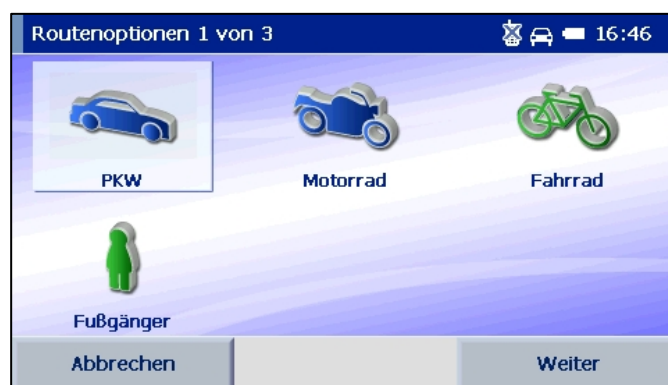 Routenoptionen 1 von 3 16:46
PKW Motorrad Fahrrad
Fußgänger
Abbrechen Weiter